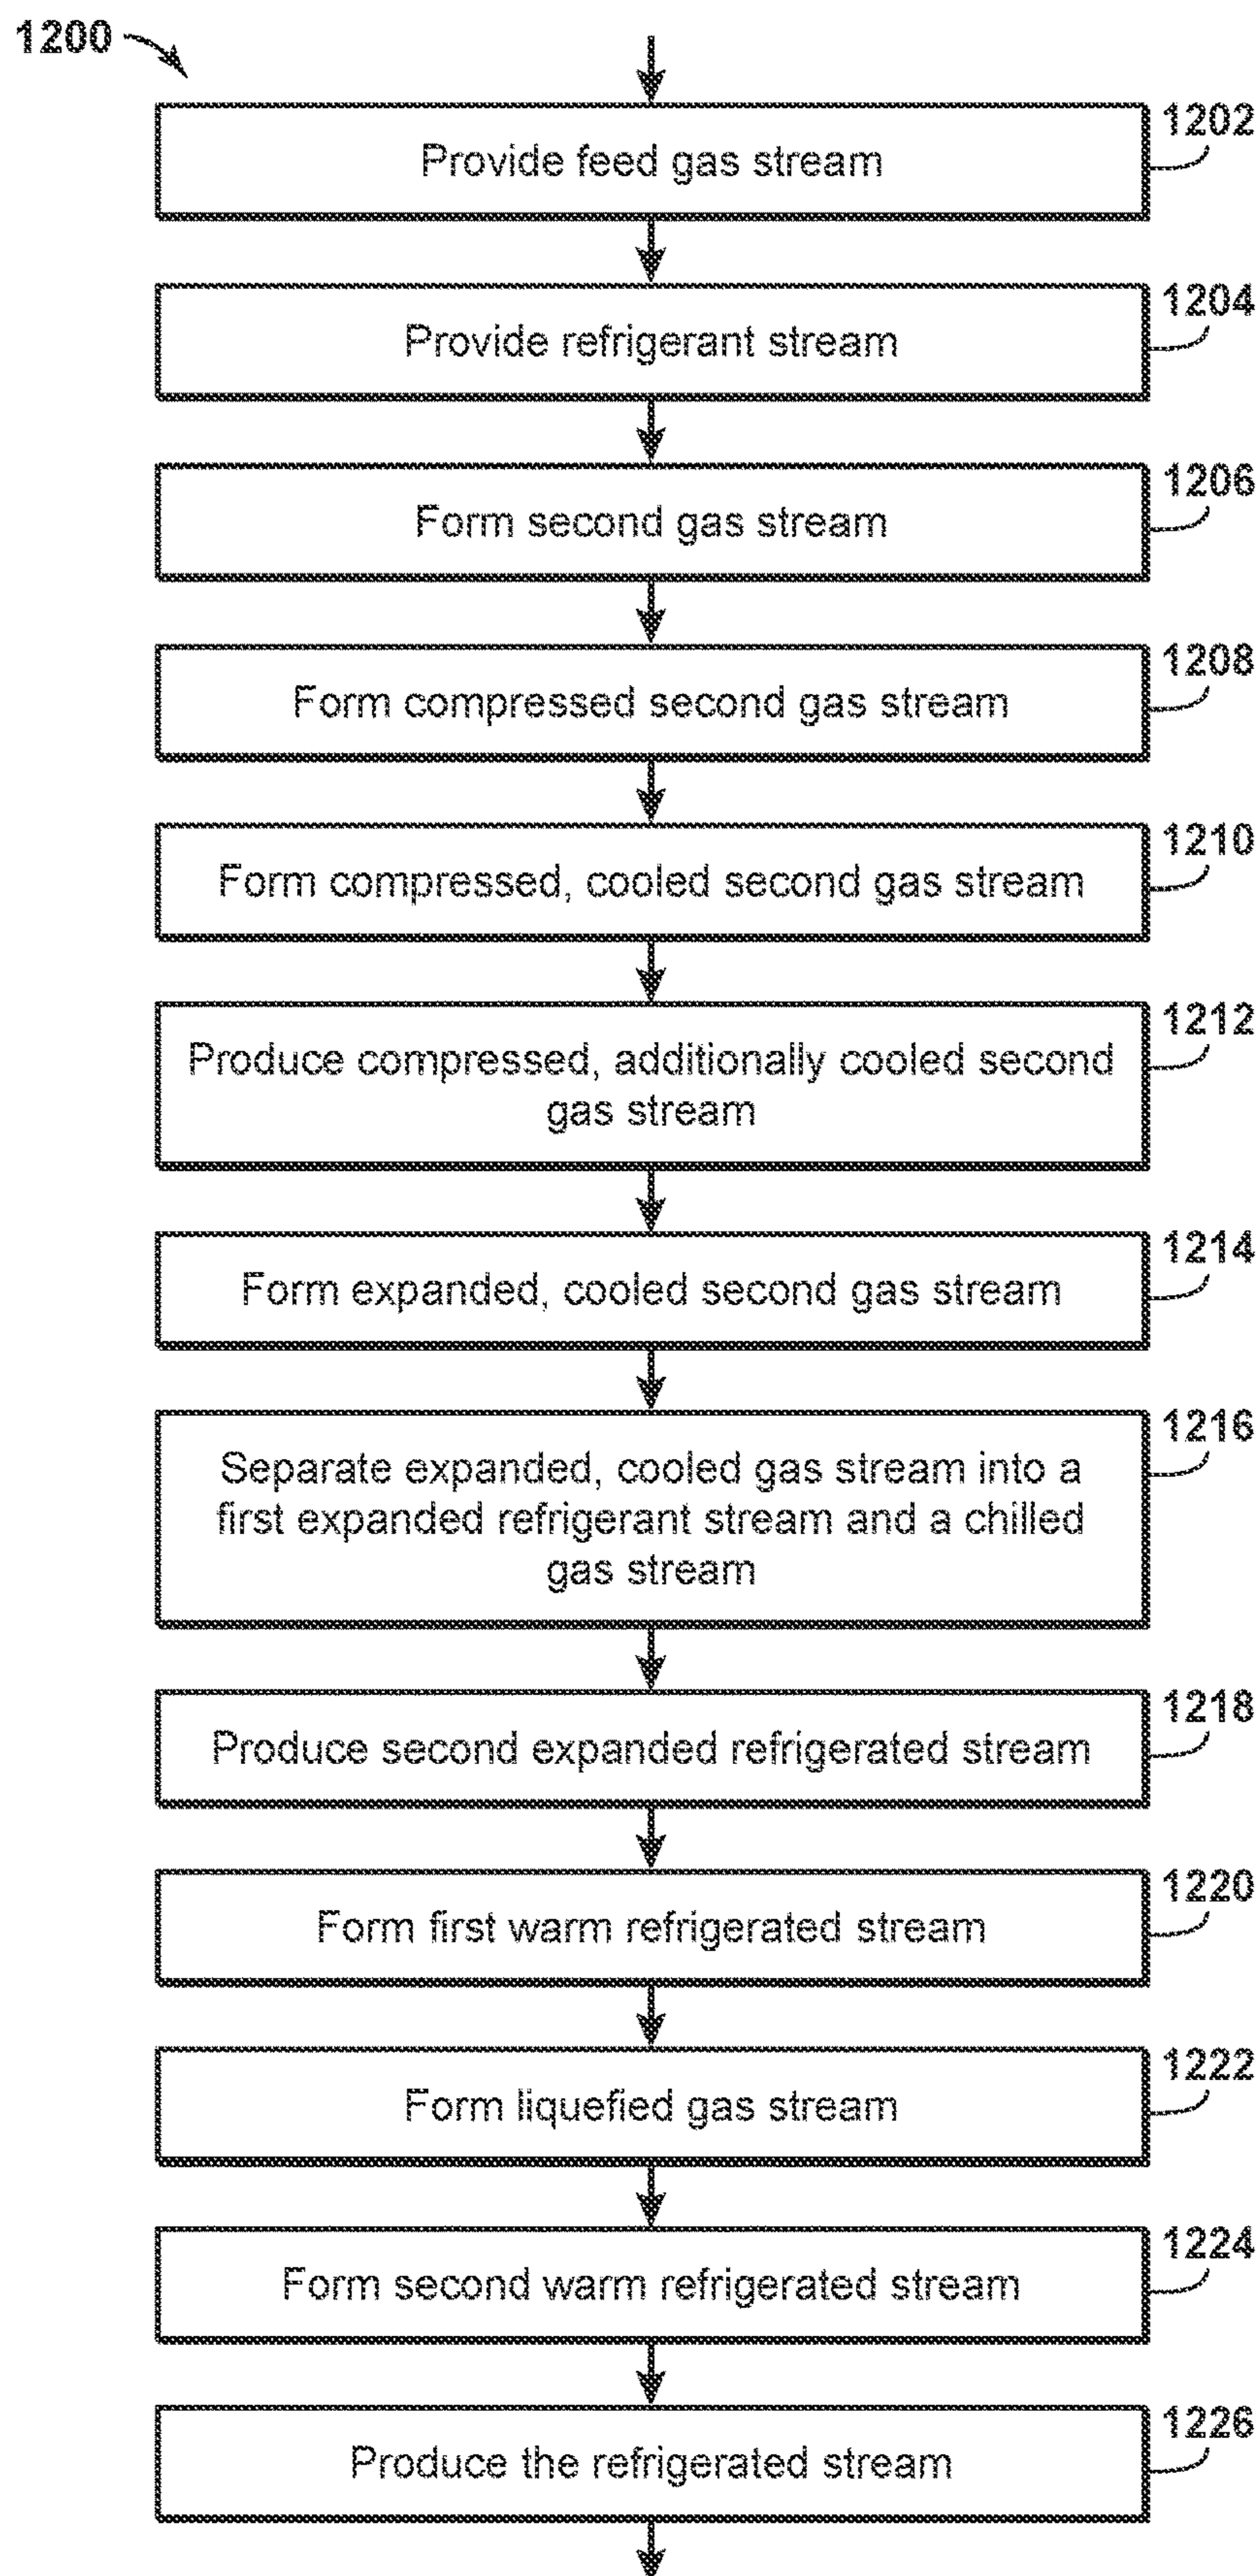 1200
1202
Provide feed gas stream
1204
Provide refrigerant stream
1206
Form second gas stream
1208
Form compressed second gas stream
1210
Form compressed, cooled second gas stream
1212
Produce compressed, additionally cooled second
gas stream
1214
Form expanded, cooled second gas stream
1216
Separate expanded, cooled gas stream into a
first expanded refrigerant stream and a chilled
gas stream
1218
Produce second expanded refrigerated stream
1220
Form first warm refrigerated stream
1222
Form liquefied gas stream
1224
Form second warm refrigerated stream
1226
Produce the refrigerated stream